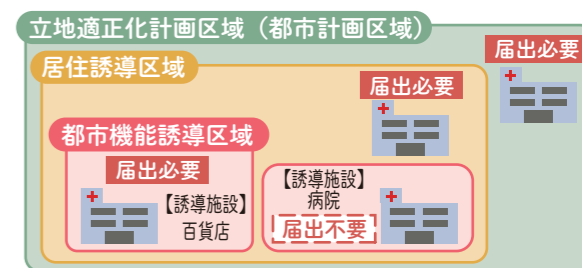 立地適正化計画区域（都市計画区域）
届出必要
居住誘導区域
届出必要
都市機能誘導区域
届出必要
【誘導施設】
百貨店
【誘導施設】
病院
届出不要